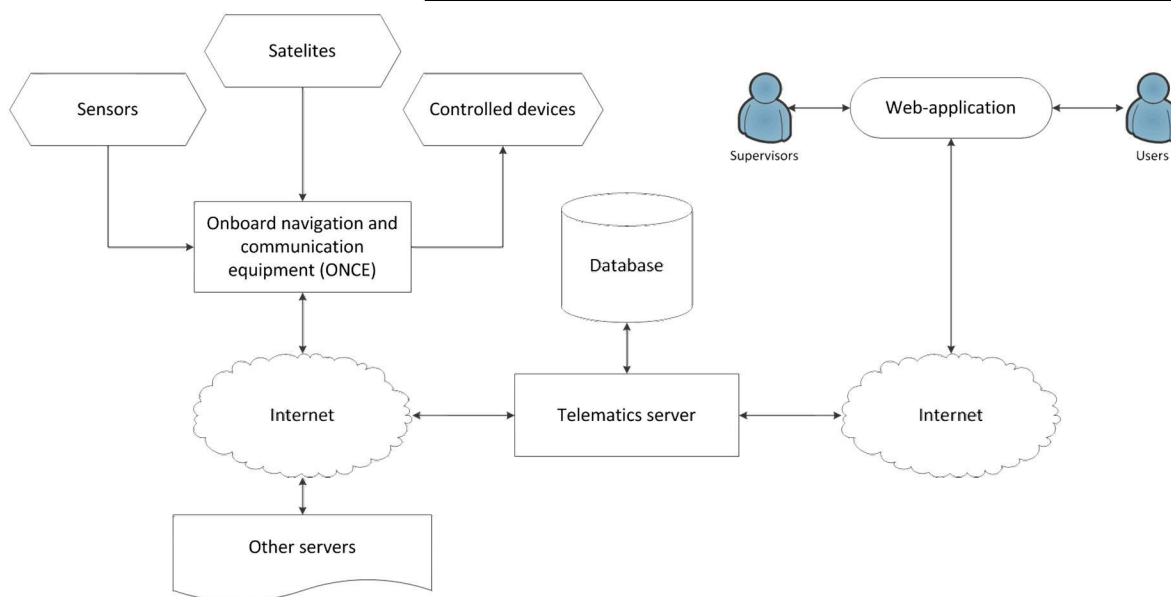 Satelites
Sensors
Controlled devices
Web-application
Supervisors
Users
Onboard navigation and
communication
equipment (ONCE)
Database
Internet
Telematics server
Internet
Other servers